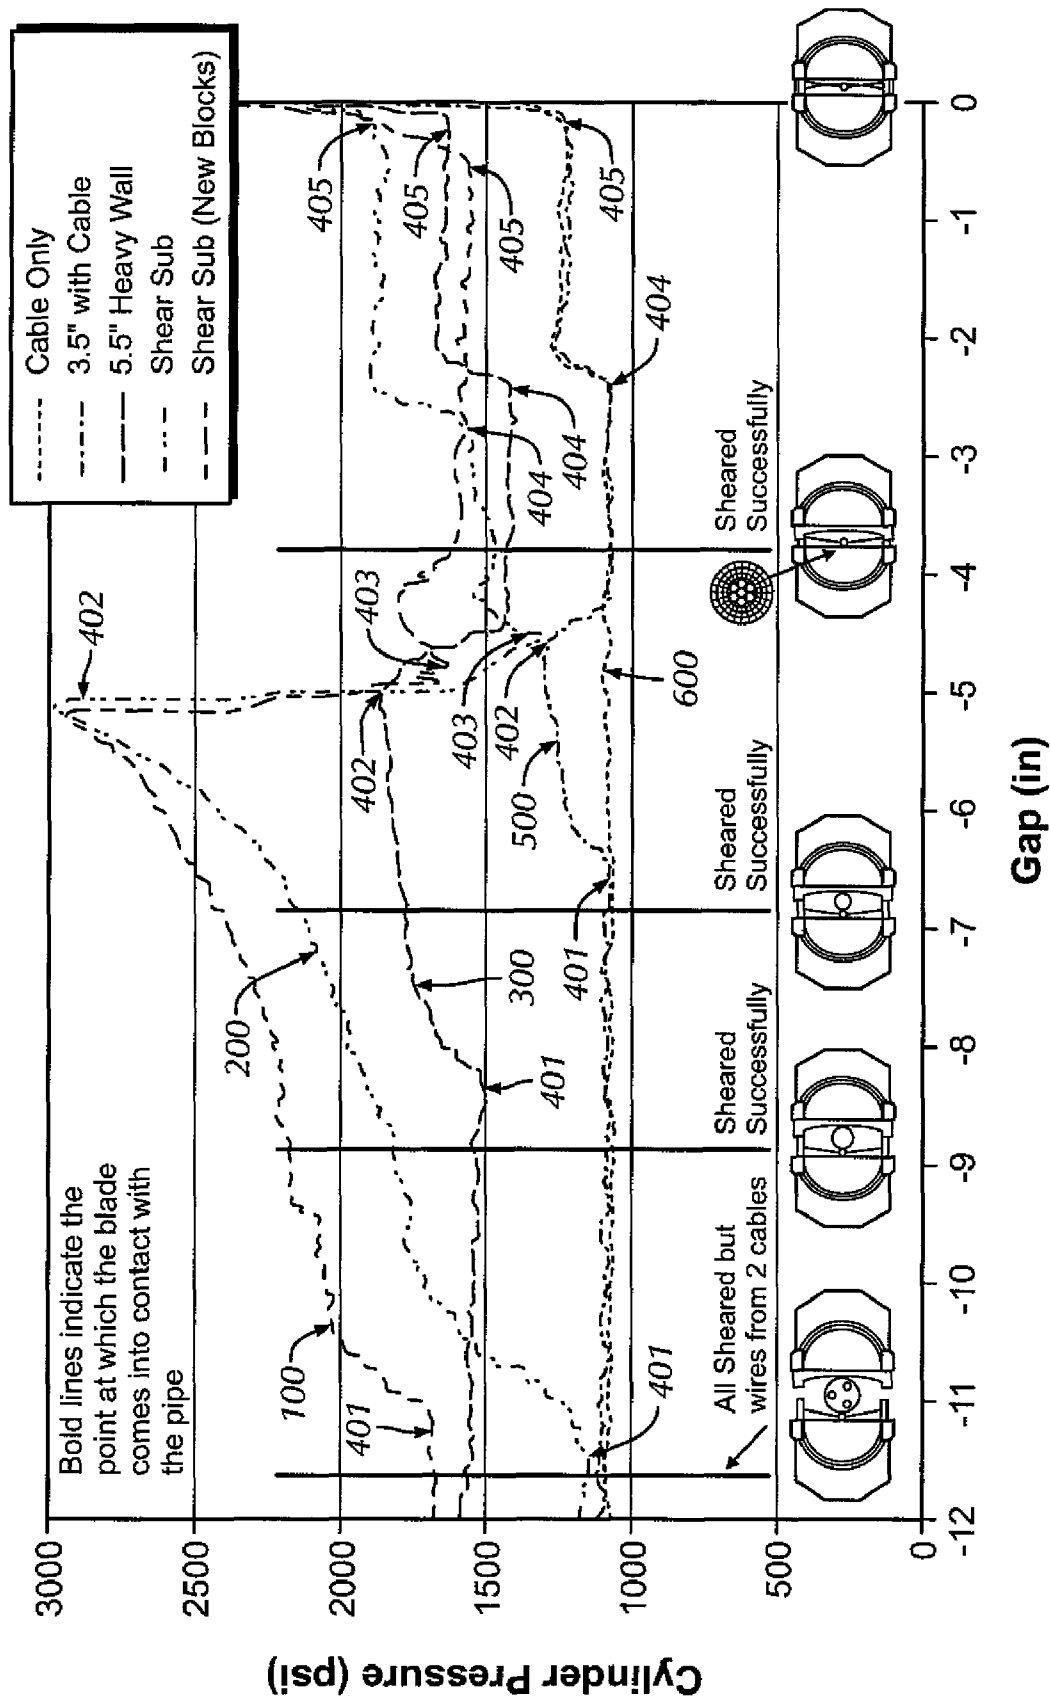 Cable Only
3.5" with Cable
5.5" Heavy Wall
Shear Sub
Shear Sub (New Blocks)
Bold lines indicate the
point at which the blade
comes into contact with
the pipe
Cylinder Pressure (psi)
3000
2500
2000
1500
1000
500
0
100
200
300
500
600
401
401
401
401
402
402
402
403
403
404
404
404
405
405
405
405
All Sheared but
wires from 2 cables
Sheared
Successfully
Sheared
Successfully
Sheared
Successfully
-12
-11
-10
-9
-8
-7
-6
-5
-4
-3
-2
-1
0
Gap (in)